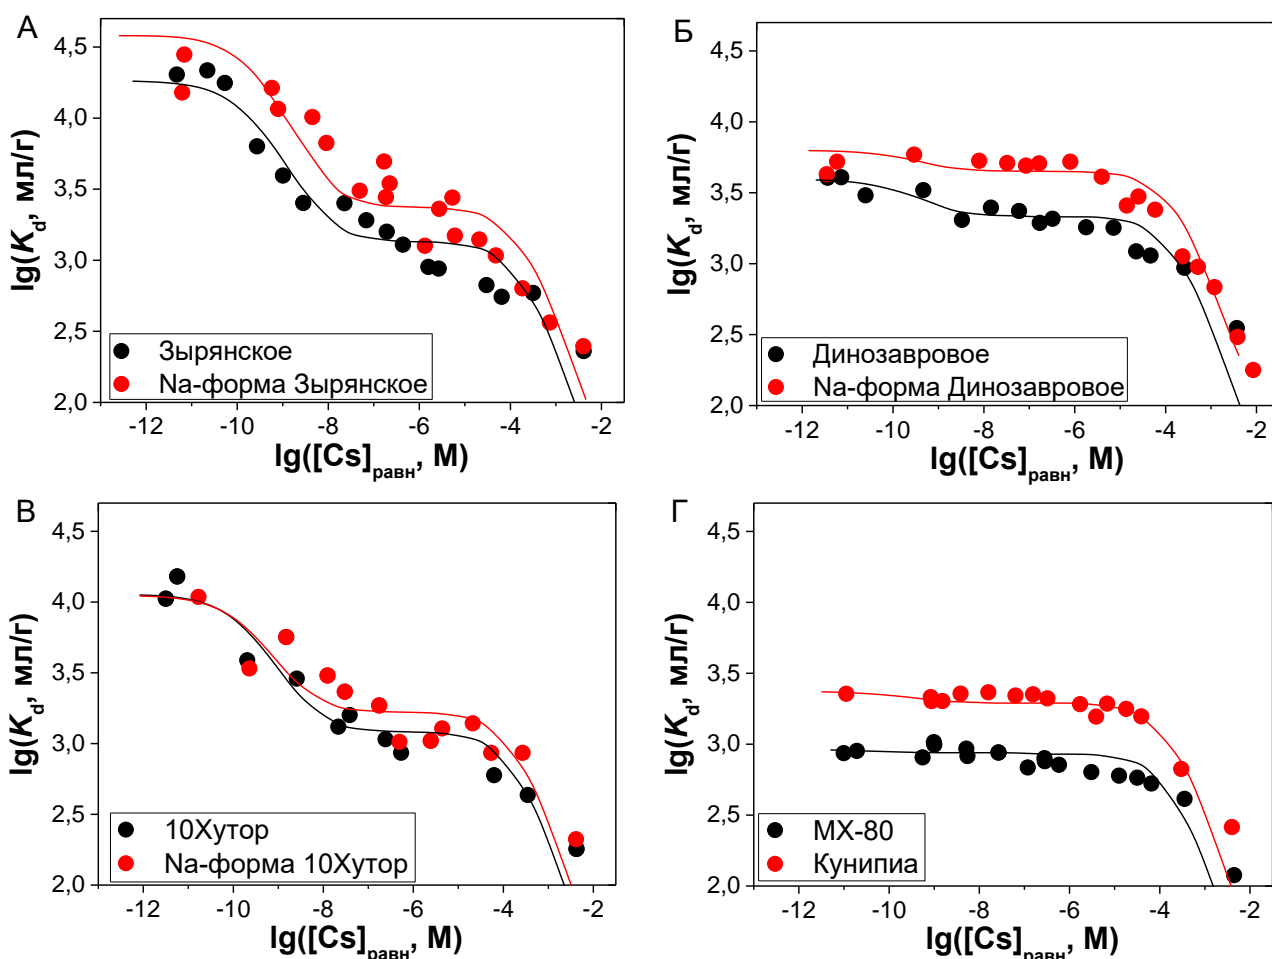 А
4,5
4,0
3,5
3,0
2,5
2,0
lg(Kd, мл/г)
Зырянское
Na-форма Зырянское
-12 -10 -8 -6 -4 -2
lg([Cs]равн, M)
Б
4,5
4,0
3,5
3,0
2,5
2,0
lg(Kd, мл/г)
Динозавровое
Na-форма Динозавровое
-12 -10 -8 -6 -4 -2
lg([Cs]равн, M)
В
4,5
4,0
3,5
3,0
2,5
2,0
lg(Kd, мл/г)
10Хутор
Na-форма 10Хутор
-12 -10 -8 -6 -4 -2
lg([Cs]равн, M)
Г
4,5
4,0
3,5
3,0
2,5
2,0
lg(Kd, мл/г)
MX-80
Кунипиа
-12 -10 -8 -6 -4 -2
lg([Cs]равн, M)